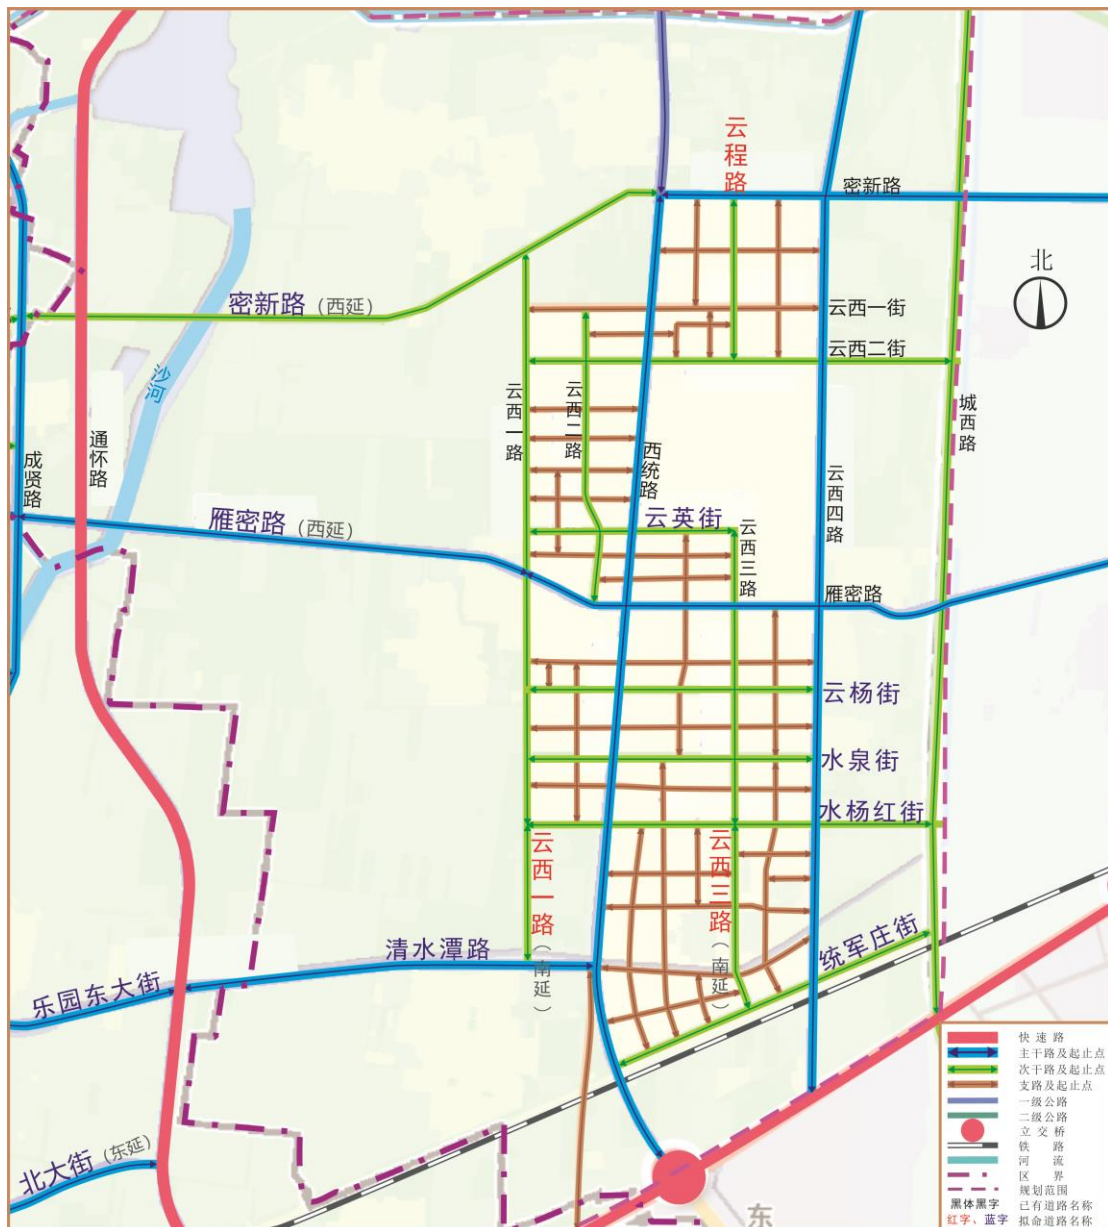 云程路
密新路
北
密新路（西延）
云西一街
云西二街
沙河
云西一路
云西二路
城西路
通怀路
成贤路
西统路
云西四路
雁密路（西延）
云英街
云西三路
雁密路
云杨街
水泉街
水杨红街
云西一路（南延）
云西三路（南延）
统军庄街
清水潭路
乐园东大街
北大街（东延）
东
快速路
主干路及起止点
次干路及起止点
支路及起止点
一级公路
二级公路
立交桥
铁路
河流
区界
规划范围
黑体黑字 已有道路名称
红字、蓝字 拟命道路名称